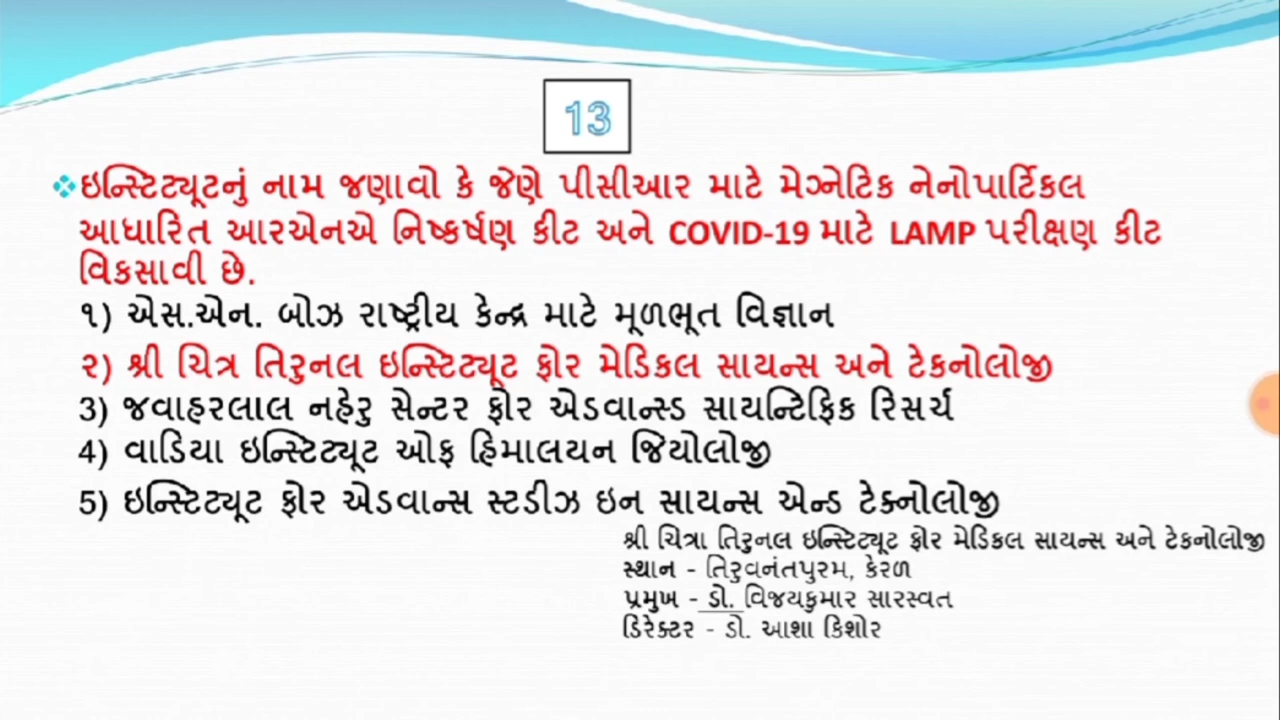 13
ઇન્સ્ટિટ્યૂટનું નામ જણાવો કે જેણે પીસીઆર માટે મેગ્નેટિક નેનોપાર્ટિકલ
આધારિત આરએનએ નિષ્કર્ષણ કીટ અને COVID-19 માટે LAMP પરીક્ષણ કીટ
વિકસાવી છે.
૧) એસ.એન. બોઝ રાષ્ટ્રીય કેન્દ્ર માટે મૂળભૂત વિજ્ઞાન
૨) શ્રી ચિત્ર તિરુનલ ઇન્સ્ટિટ્યૂટ ફોર મેડિકલ સાયન્સ અને ટેકનોલોજી
3) જવાહરલાલ નહેરુ સેન્ટર ફોર એડવાન્સ્ડ સાયન્ટિફિક રિસર્ચ
4) વાડિયા ઇન્સ્ટિટ્યૂટ ઓફ હિમાલયન જિયોલોજી
5) ઇન્સ્ટિટ્યૂટ ફોર એડવાન્સ સ્ટડીઝ ઇન સાયન્સ એન્ડ ટેક્નોલોજી
શ્રી ચિત્રા તિરુનલ ઇન્સ્ટિટ્યૂટ ફોર મેડિકલ સાયન્સ અને ટેકનોલોજી
સ્થાન - તિરુવનંતપુરમ, કેરળ
પ્રમુખ - ડો. વિજયકુમાર સારસ્વત
ડિરેક્ટર - ડો. આશા કિશોર